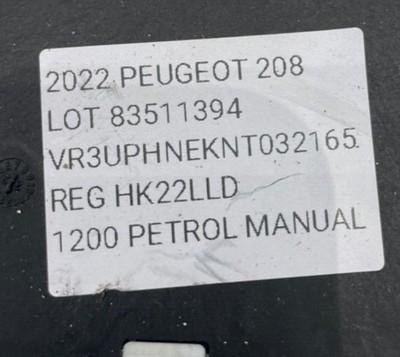 2022 PEUGEOT 208
LOT 83511394
VR3UPHNEKNT032165
REG HK22LLD
1200 PETROL MANUAL